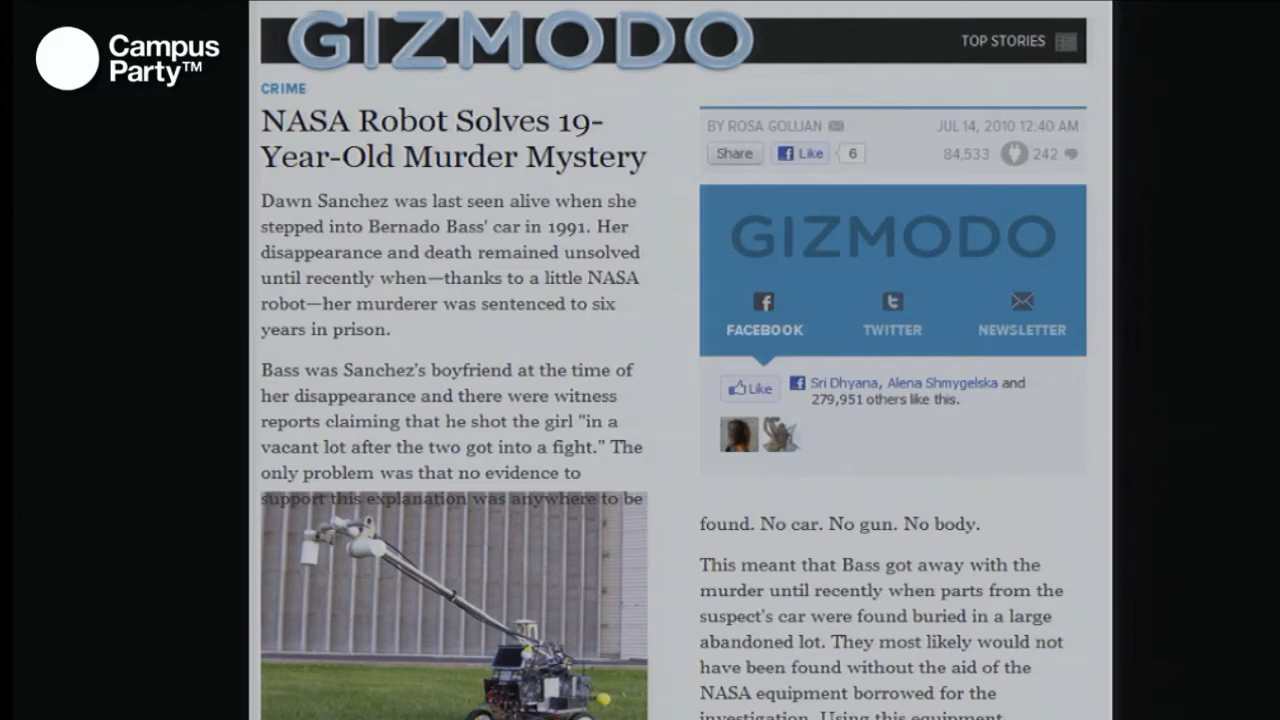 Campus
Party™
GIZMODO
TOP STORIES
CRIME
NASA Robot Solves 19-
Year-Old Murder Mystery
Dawn Sanchez was last seen alive when she
stepped into Bernado Bass' car in 1991. Her
disappearance and death remained unsolved
until recently when—thanks to a little NASA
robot—her murderer was sentenced to six
years in prison.
Bass was Sanchez's boyfriend at the time of
her disappearance and there were witness
reports claiming that he shot the girl "in a
vacant lot after the two got into a fight." The
only problem was that no evidence to
support this explanation was anywhere to be
BY ROSA GOLIJAN
JUL 14, 2010 12:40 AM
Share
Like
6
84,533
242
GIZMODO
FACEBOOK
TWITTER
NEWSLETTER
Like
Sri Dhyana, Alena Shmygelska and
279,951 others like this.
found. No car. No gun. No body.
This meant that Bass got away with the
murder until recently when parts from the
suspect's car were found buried in a large
abandoned lot. They most likely would not
have been found without the aid of the
NASA equipment borrowed for the
investigation. Using this equipment